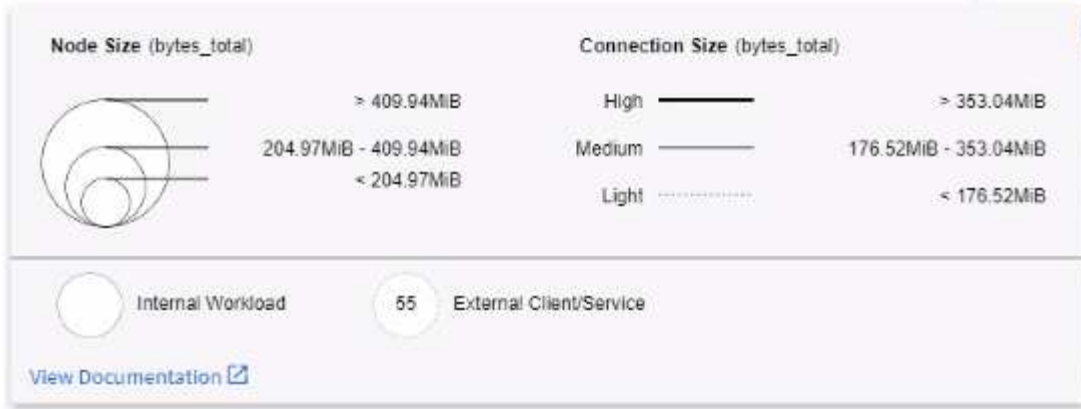 Node Size (bytes_total)
> 409.94MiB
204.97MiB - 409.94MiB
< 204.97MiB
Connection Size (bytes_total)
High > 353.04MiB
Medium 176.52MiB - 353.04MiB
Light < 176.52MiB
Internal Workload
55 External Client/Service
View Documentation